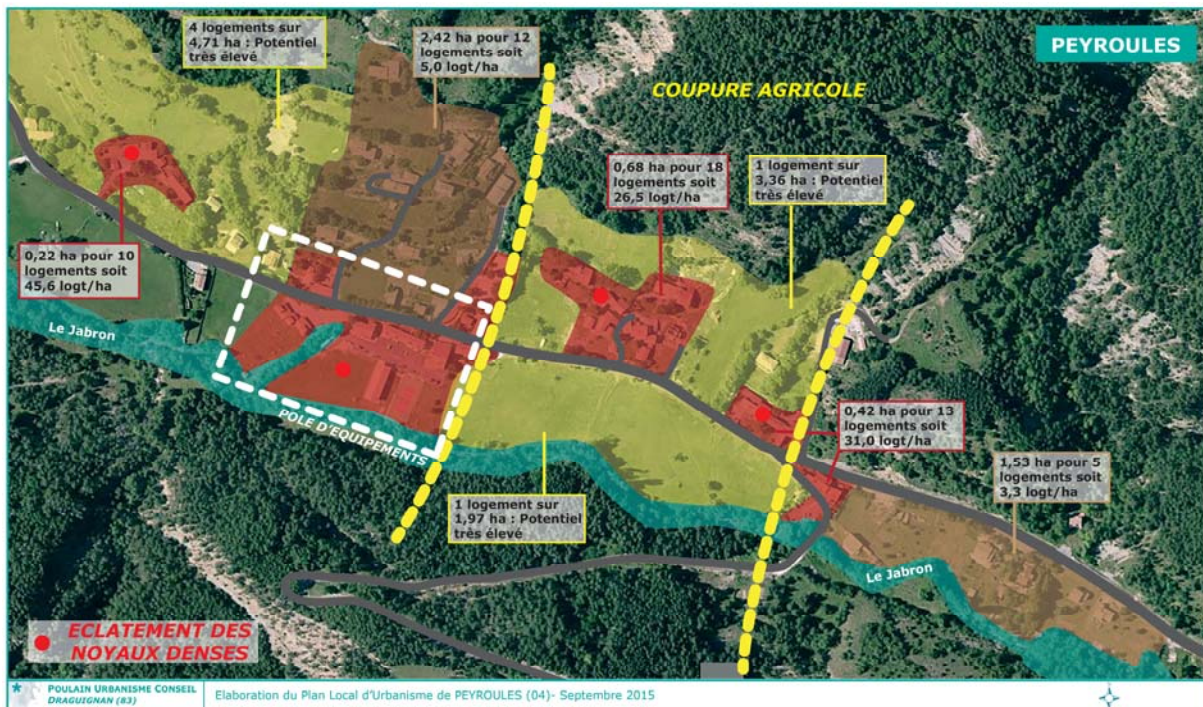 PEYROULES
4 logements sur
4,71 ha : Potentiel
très élevé
2,42 ha pour 12
logements soit
5,0 logt/ha
COUPURE AGRICOLE
0,68 ha pour 18
logements soit
26,5 logt/ha
1 logement sur
3,36 ha : Potentiel
très élevé
0,22 ha pour 10
logements soit
45,6 logt/ha
Le Jabron
POLE D'EQUIPEMENTS
0,42 ha pour 13
logements soit
31,0 logt/ha
1,53 ha pour 5
logements soit
3,3 logt/ha
1 logement sur
1,97 ha : Potentiel
très élevé
Le Jabron
ECLATEMENT DES
NOYAUX DENSES
POULAIN URBANISME CONSEIL
DRAGUIGNAN (83)
Elaboration du Plan Local d'Urbanisme de PEYROULES (04)- Septembre 2015